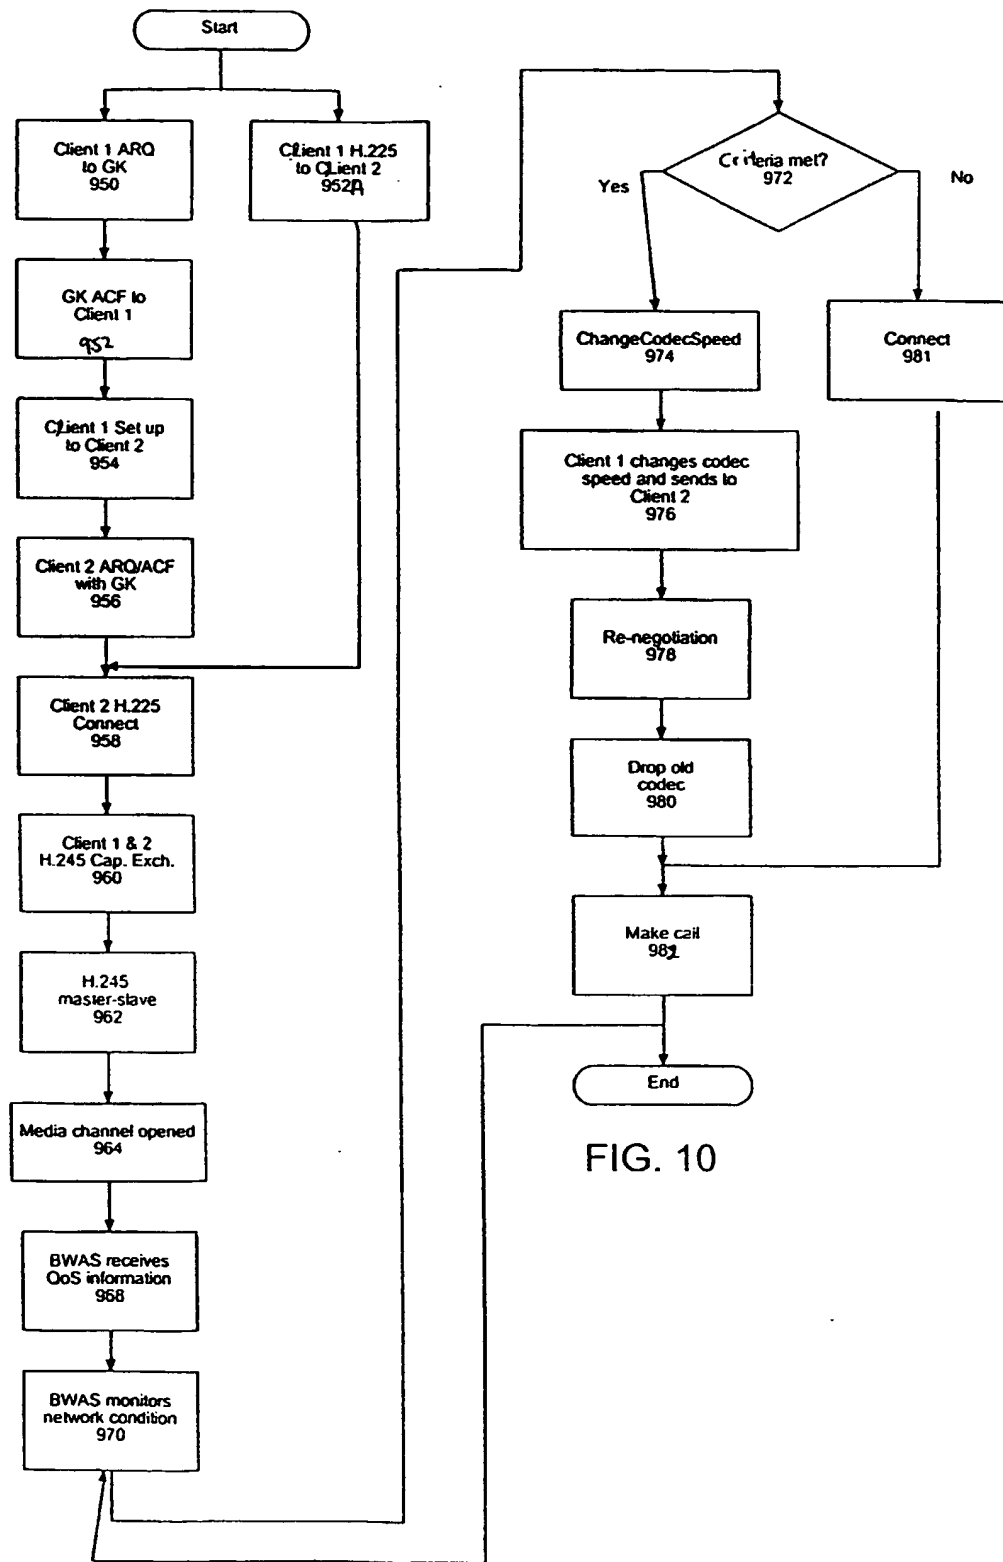 Start
Client 1 ARQ
to GK
950
Client 1 H.225
to Client 2
952A
GK ACF to
Client 1
952
Client 1 Set up
to Client 2
954
Client 2 ARQ/ACF
with GK
956
Client 2 H.225
Connect
958
Client 1 & 2
H.245 Cap. Exch.
960
H.245
master-slave
962
Media channel opened
964
BWAS receives
QoS information
968
BWAS monitors
network condition
970
Criteria met?
972
Yes
No
ChangeCodecSpeed
974
Connect
981
Client 1 changes codec
speed and sends to
Client 2
976
Re-negotiation
978
Drop old
codec
980
Make call
982
End
FIG. 10